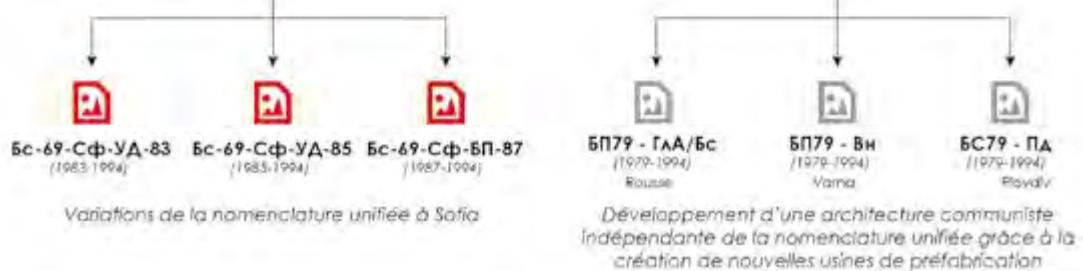 Бс-69-Сф-УД-83 Бс-69-Сф-УД-85 Бс-69-Сф-БП-87
(1983-1994) (1985-1994) (1987-1994)
Variations de la nomenclature unifiée à Sofia
БП79 - ГлА/Бс БП79 - Вн БС79 - Пд
(1979-1994) (1979-1994) (1979-1994)
Rousse Varna Plovdiv
Développement d'une architecture communiste
indépendante de la nomenclature unifiée grâce à la
création de nouvelles usines de préfabrication